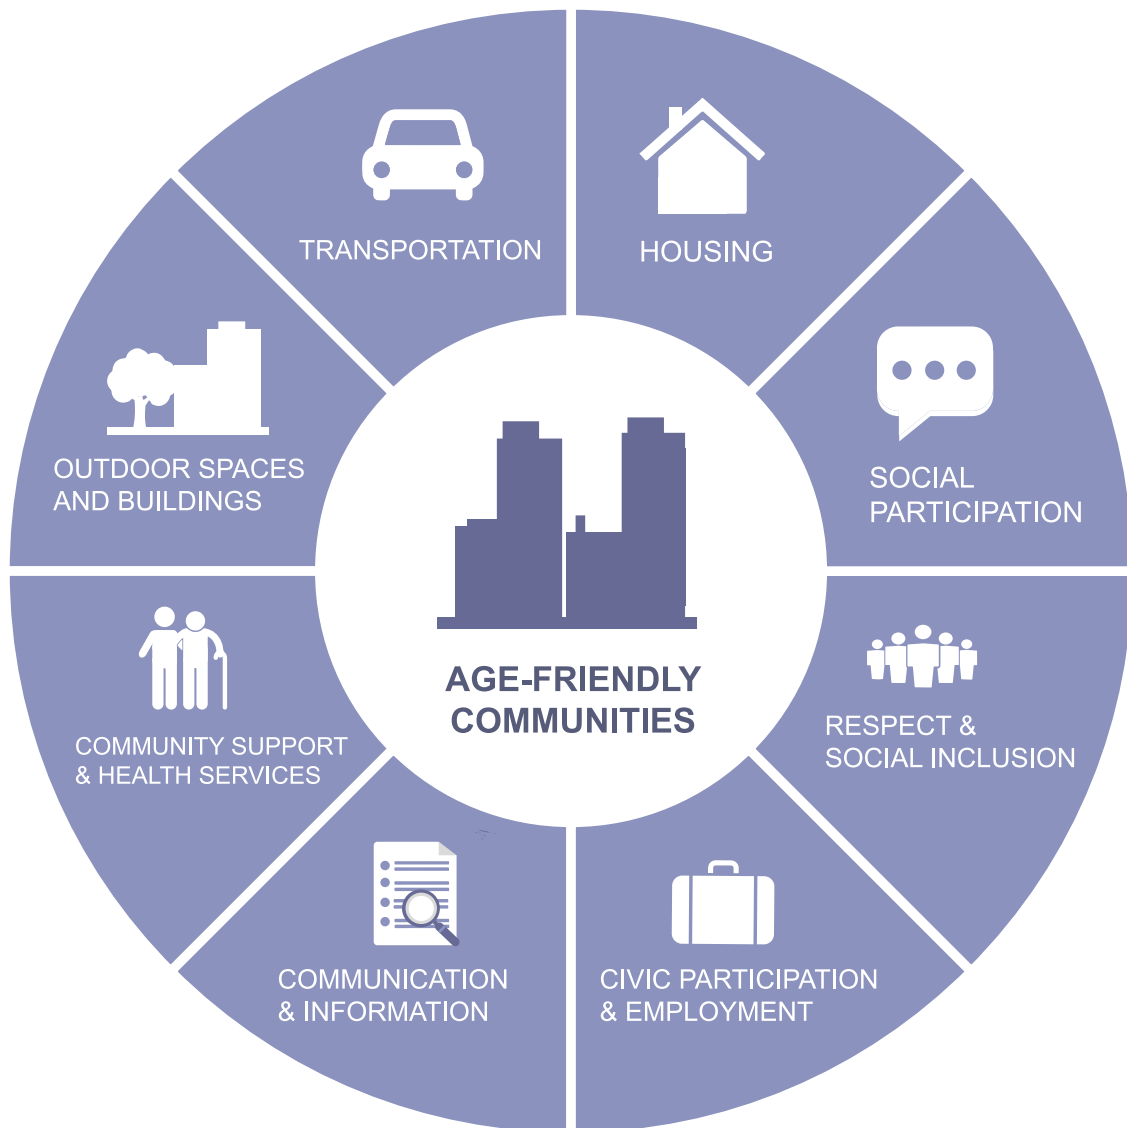 TRANSPORTATION
HOUSING
OUTDOOR SPACES
AND BUILDINGS
SOCIAL
PARTICIPATION
AGE-FRIENDLY
COMMUNITIES
COMMUNITY SUPPORT
& HEALTH SERVICES
RESPECT &
SOCIAL INCLUSION
COMMUNICATION
& INFORMATION
CIVIC PARTICIPATION
& EMPLOYMENT